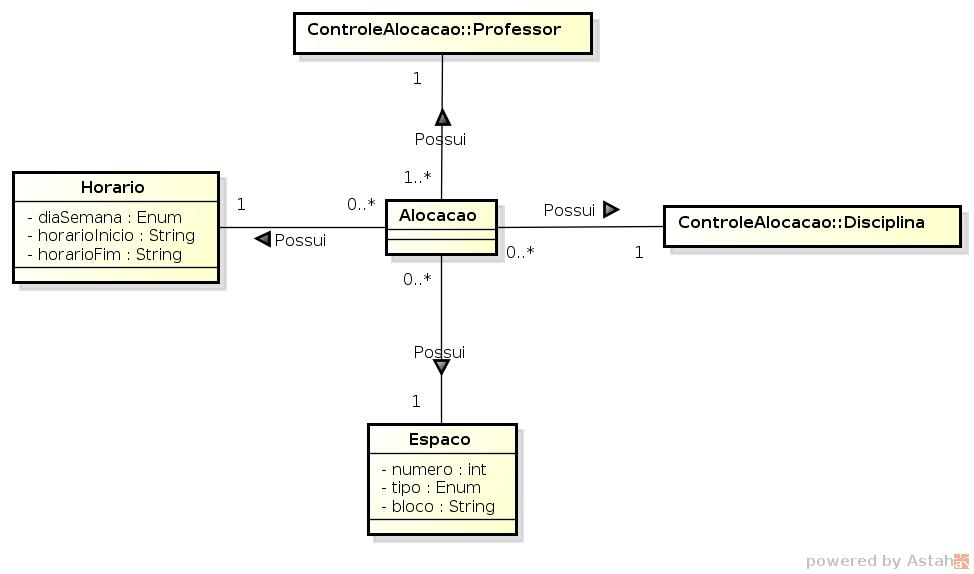 ControleAlocacao::Professor
1
Possui
1..*
Horario
- diaSemana : Enum
- horarioInicio : String
- horarioFim : String
1
0..*
Possui
Alocacao
Possui
0..*
1
ControleAlocacao::Disciplina
0..*
Possui
1
Espaco
- numero : int
- tipo : Enum
- bloco : String
powered by Astah